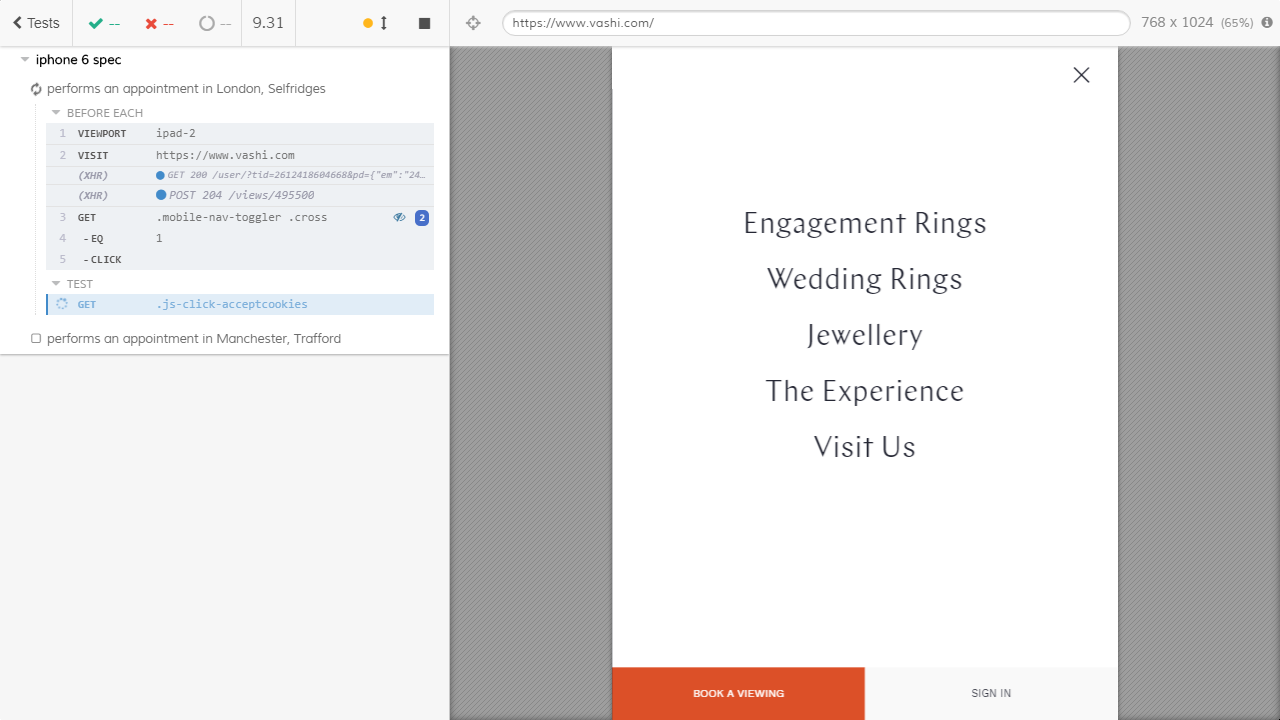 Tests -- -- -- 9.31 https://www.vashi.com/ 768 x 1024 (65%)
iphone 6 spec
performs an appointment in London, Selfridges
BEFORE EACH
1 VIEWPORT ipad-2
2 VISIT https://www.vashi.com
(XHR) GET 200 /user/?tid=2612418604668&pd={"em":"24...
(XHR) POST 204 /views/495500
3 GET .mobile-nav-toggler .cross 2
4 - EQ 1
5 - CLICK
TEST
GET .js-click-acceptcookies
performs an appointment in Manchester, Trafford
Engagement Rings
Wedding Rings
Jewellery
The Experience
Visit Us
BOOK A VIEWING SIGN IN